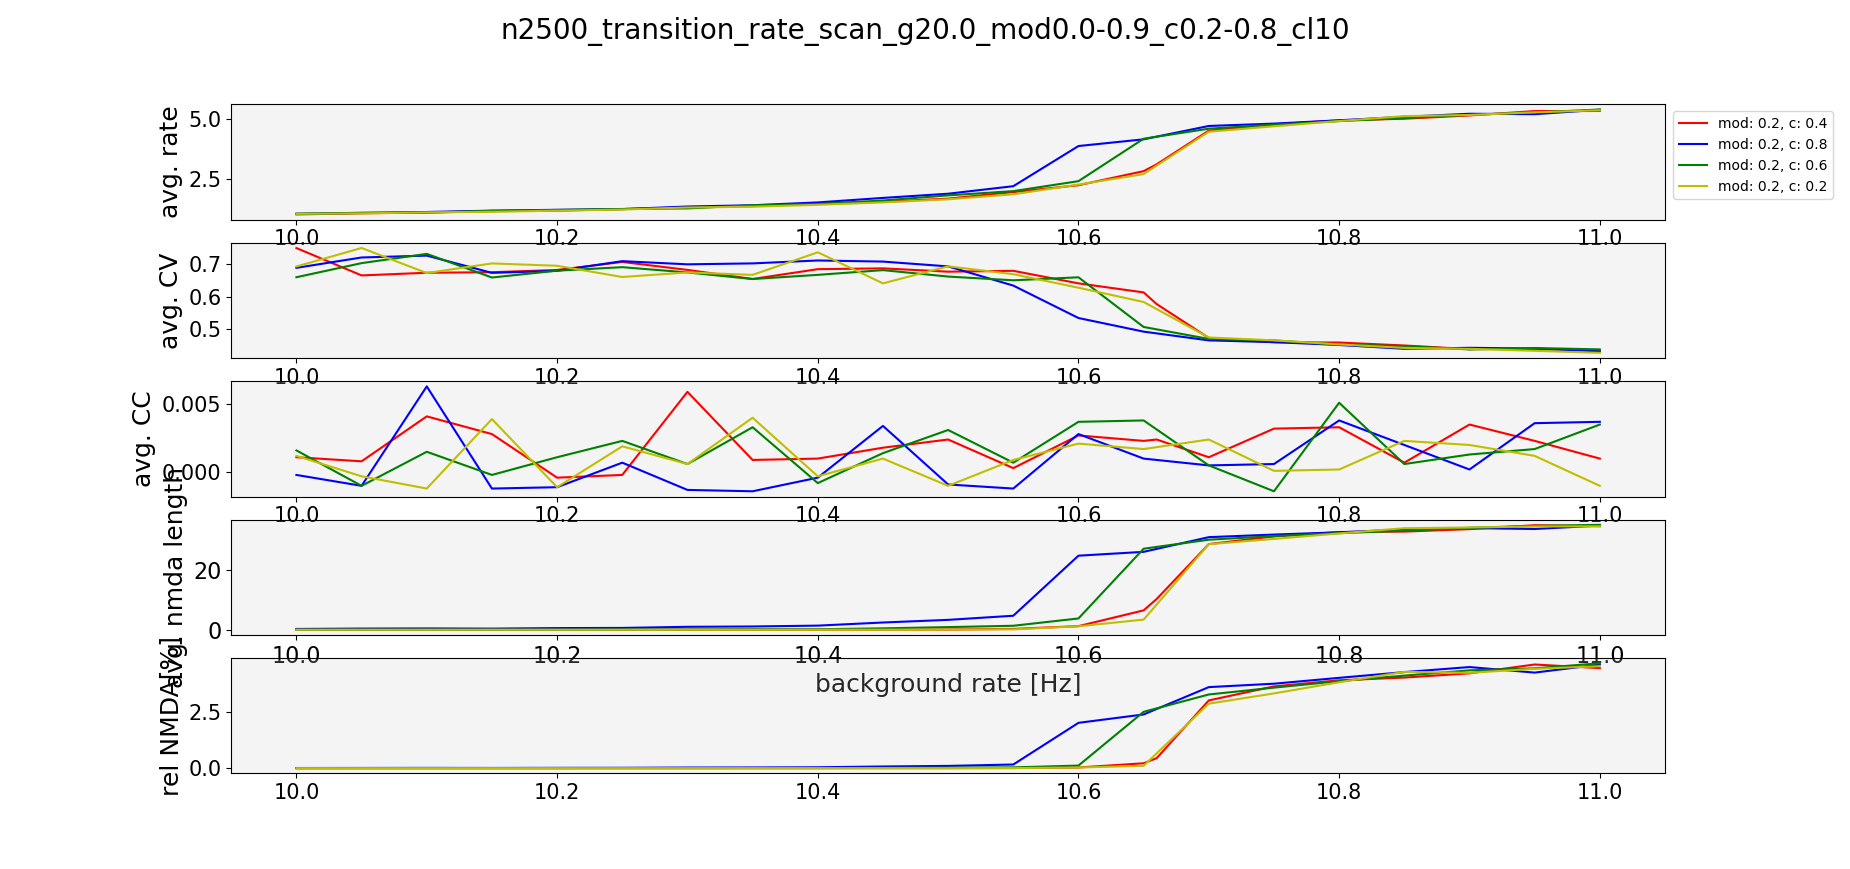 n2500_transition_rate_scan_g20.0_mod0.0-0.9_c0.2-0.8_cl10
avg. rate
5.0
2.5
10.0 10.2 10.4 10.6 10.8 11.0
mod: 0.2, c: 0.4
mod: 0.2, c: 0.8
mod: 0.2, c: 0.6
mod: 0.2, c: 0.2
avg. CV
0.7
0.6
0.5
10.0 10.2 10.4 10.6 10.8 11.0
avg. CC
0.005
0.000
10.0 10.2 10.4 10.6 10.8 11.0
avg. nmda length
20
0
10.0 10.2 10.4 10.6 10.8 11.0
background rate [Hz]
rel NMDA[%]
2.5
0.0
10.0 10.2 10.4 10.6 10.8 11.0